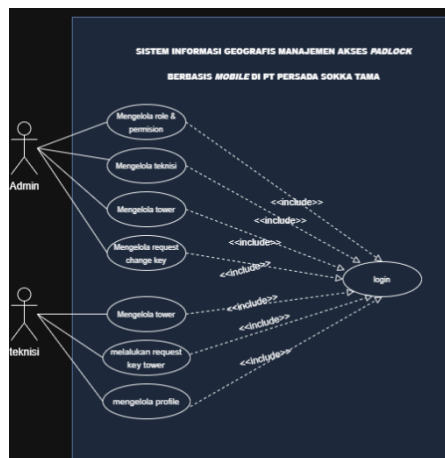 SISTEM INFORMASI GEOGRAFIS MANAJEMEN AKSES PADLOCK
BERBASIS MOBILE DI PT PERSADA SOKKA TAMA
Admin
Mengelola role &
permision
Mengelola teknisi
Mengelola tower
Mengelola request
change key
<<include>>
<<include>>
<<include>>
<<include>>
login
teknisi
Mengelola tower
melalukan request
key tower
mengelola profile
<<include>>
<<include>>
<<include>>